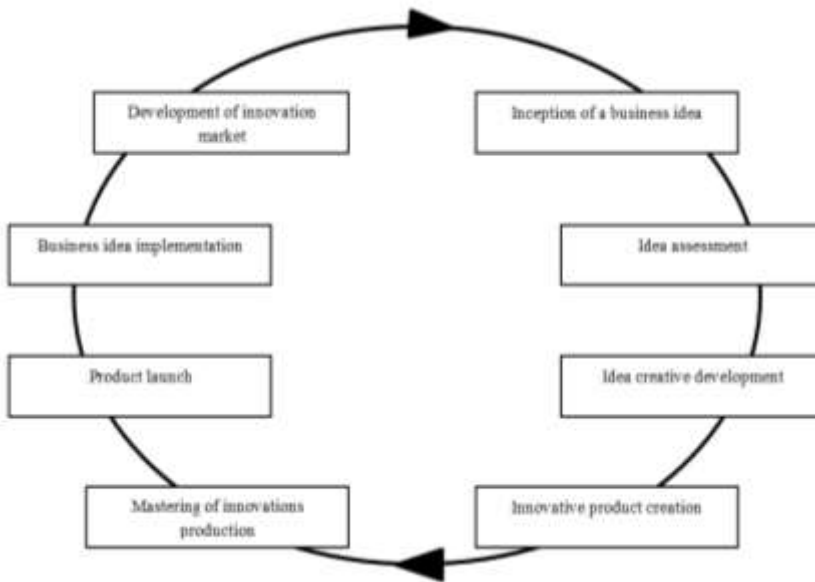 Development of innovation
market
Inception of a business idea
Business idea implementation
Idea assessment
Product launch
Idea creative development
Mastering of innovations
production
Innovative product creation